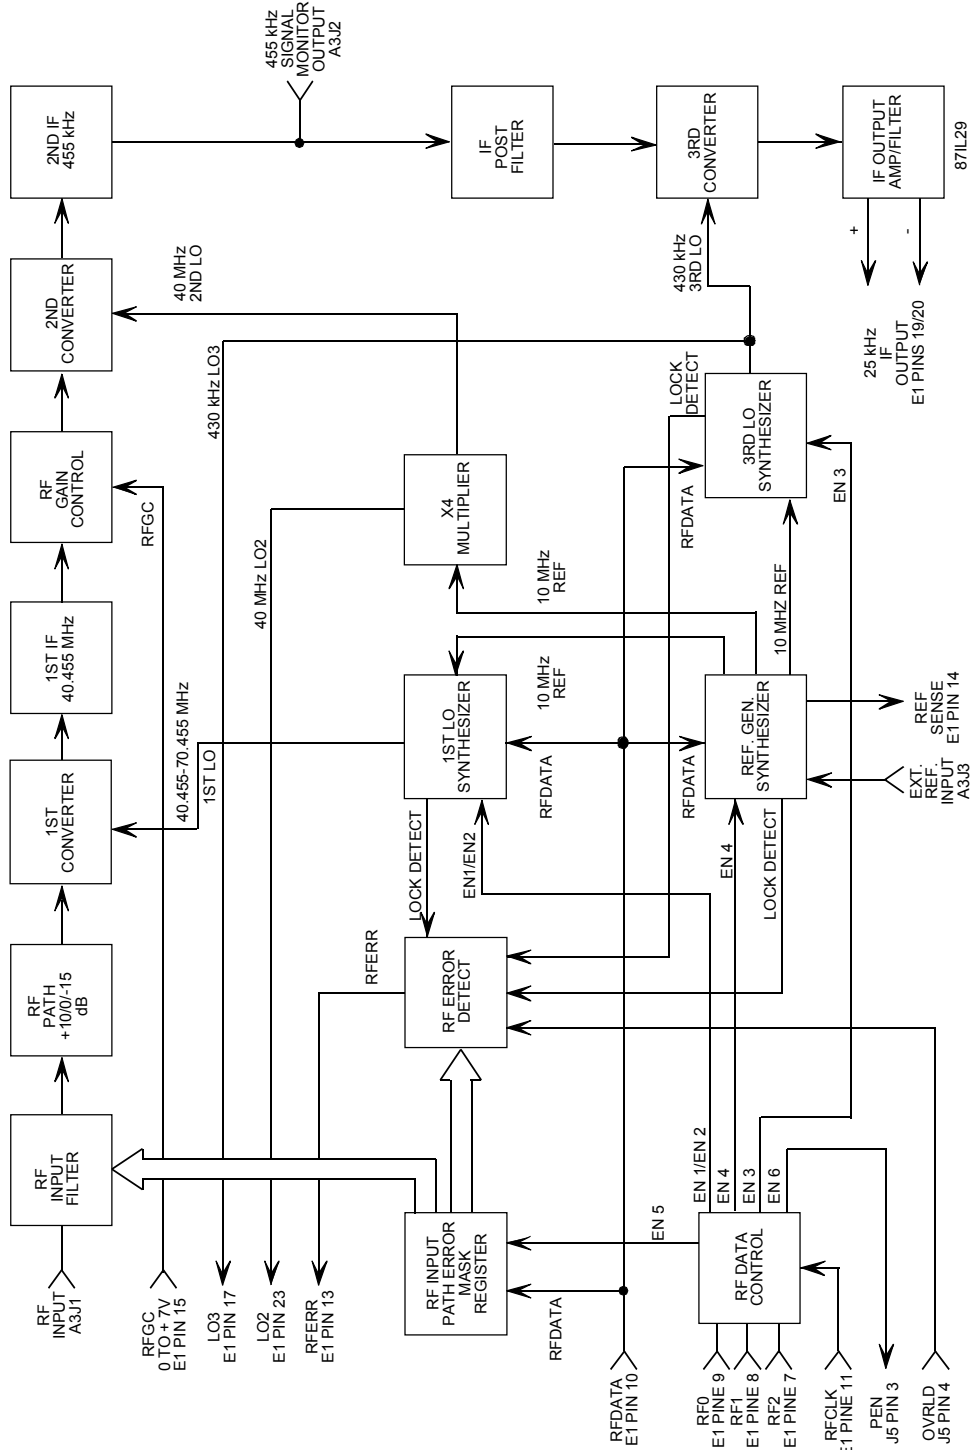 RF
INPUT
A3J1
RF
INPUT
FILTER
RF
PATH
+10/0/-15
dB
1ST
CONVERTER
1ST IF
40.455 MHz
RF
GAIN
CONTROL
2ND
CONVERTER
2ND IF
455 kHz
455 kHz
SIGNAL
MONITOR
OUTPUT
A3J2
RFGC
0 TO + 7V
E1 PIN 15
RFGC
40.455-70.455 MHz
1ST LO
40 MHz
2ND LO
LO3
E1 PIN 17
430 kHz LO3
LO2
E1 PIN 23
40 MHz LO2
RFERR
E1 PIN 13
RFERR
RF INPUT
PATH ERROR
MASK
REGISTER
RF ERROR
DETECT
LOCK DETECT
1ST LO
SYNTHESIZER
X4
MULTIPLIER
IF
POST
FILTER
EN1/EN2
10 MHz
REF
10 MHz
REF
RFDATA
RFDATA
RFDATA
RFDATA
RFDATA
E1 PIN 10
EN 5
LOCK
DETECT
430 kHz
3RD LO
3RD
CONVERTER
RF DATA
CONTROL
EN 1/EN 2
EN 4
EN 3
EN 6
EN 4
LOCK DETECT
REF. GEN.
SYNTHESIZER
10 MHZ REF
3RD LO
SYNTHESIZER
EN 3
RF0
E1 PINE 9
RF1
E1 PINE 8
RF2
E1 PINE 7
RFCLK
E1 PINE 11
PEN
J5 PIN 3
OVRLD
J5 PIN 4
EXT.
REF.
INPUT
A3J3
REF
SENSE
E1 PIN 14
25 kHz
IF
OUTPUT
E1 PINS 19/20
+
-
IF OUTPUT
AMP/FILTER
87IL29